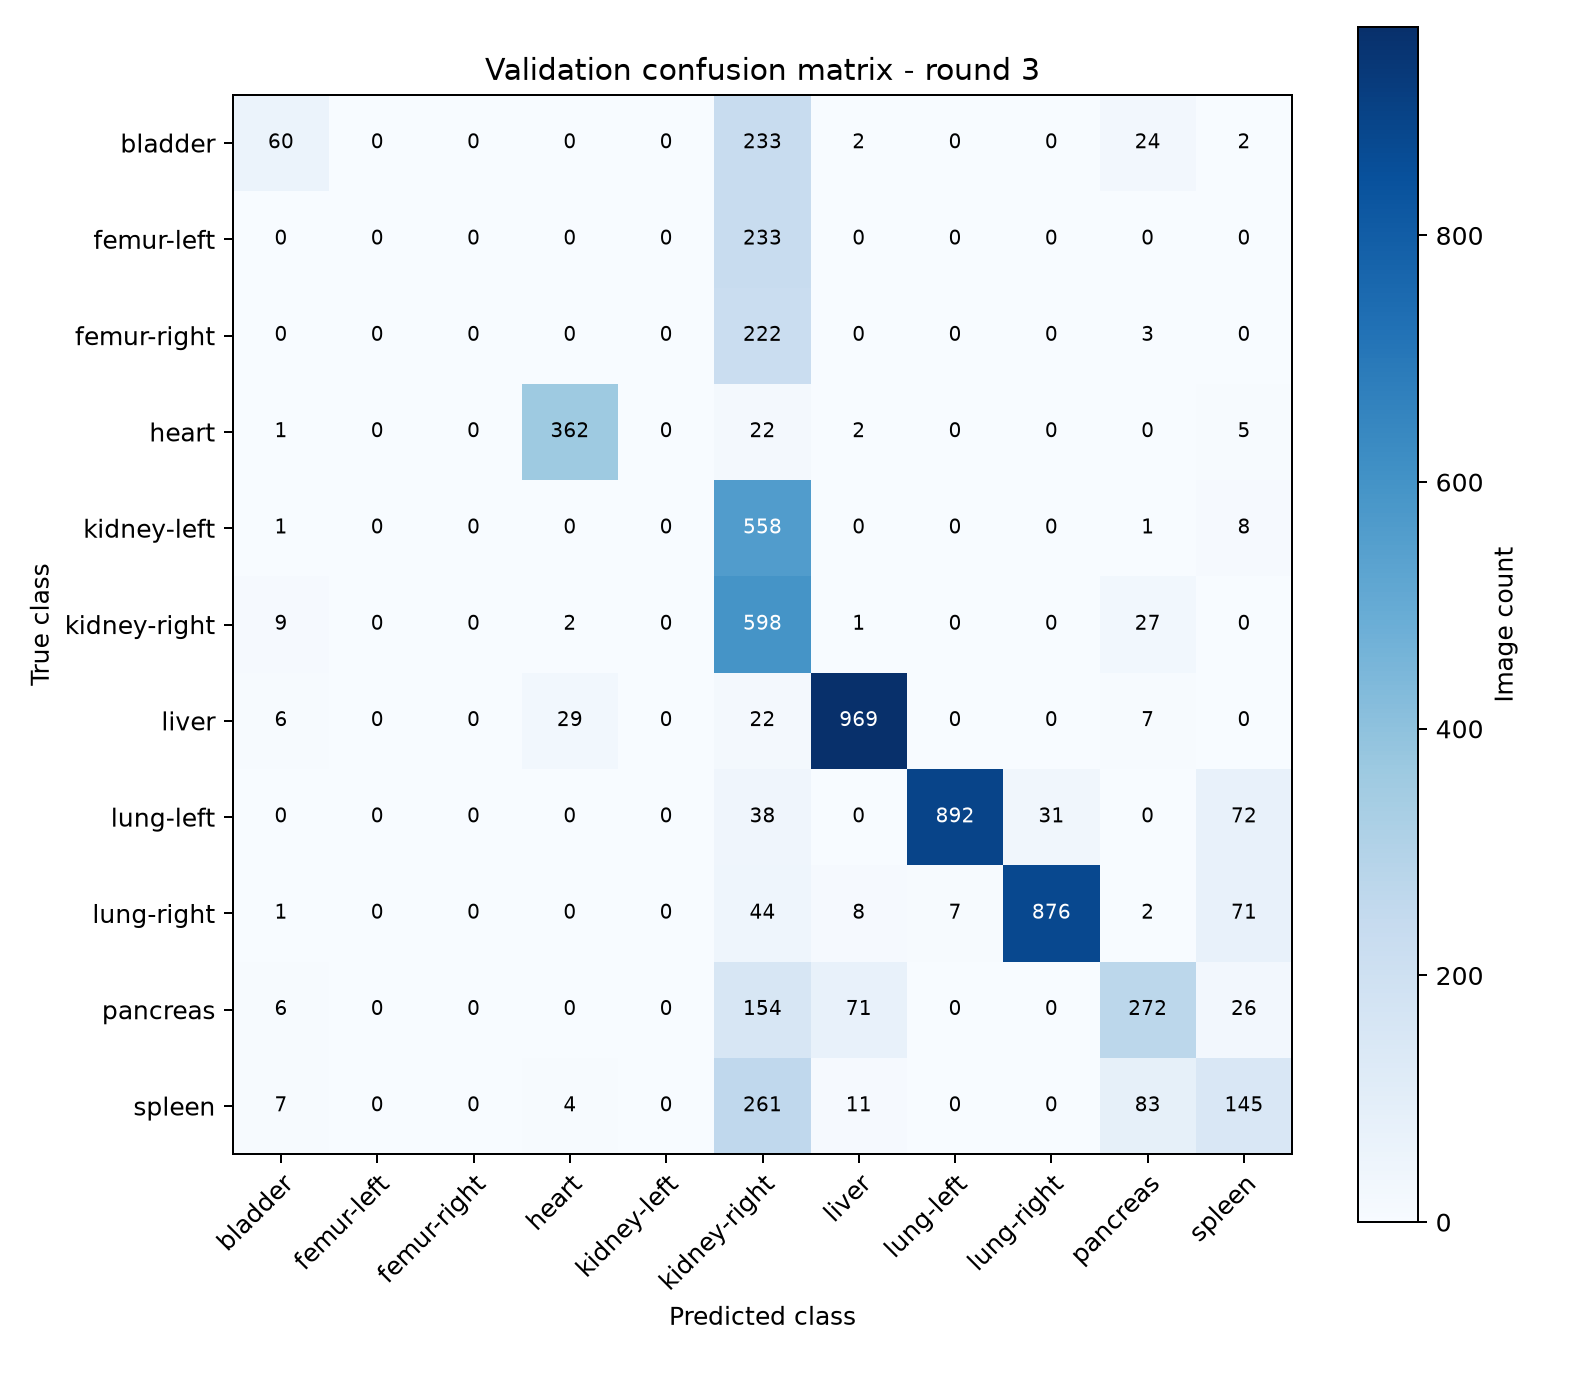 Validation confusion matrix - round 3
bladder 60 0 0 0 0 233 2 0 0 24 2
femur-left 0 0 0 0 0 233 0 0 0 0 0
femur-right 0 0 0 0 0 222 0 0 0 3 0
heart 1 0 0 362 0 22 2 0 0 0 5
kidney-left 1 0 0 0 0 558 0 0 0 1 8
kidney-right 9 0 0 2 0 598 1 0 0 27 0
liver 6 0 0 29 0 22 969 0 0 7 0
lung-left 0 0 0 0 0 38 0 892 31 0 72
lung-right 1 0 0 0 0 44 8 7 876 2 71
pancreas 6 0 0 0 0 154 71 0 0 272 26
spleen 7 0 0 4 0 261 11 0 0 83 145
True class
bladder femur-left femur-right heart kidney-left kidney-right liver lung-left lung-right pancreas spleen
Predicted class
800
600
400
200
0
Image count